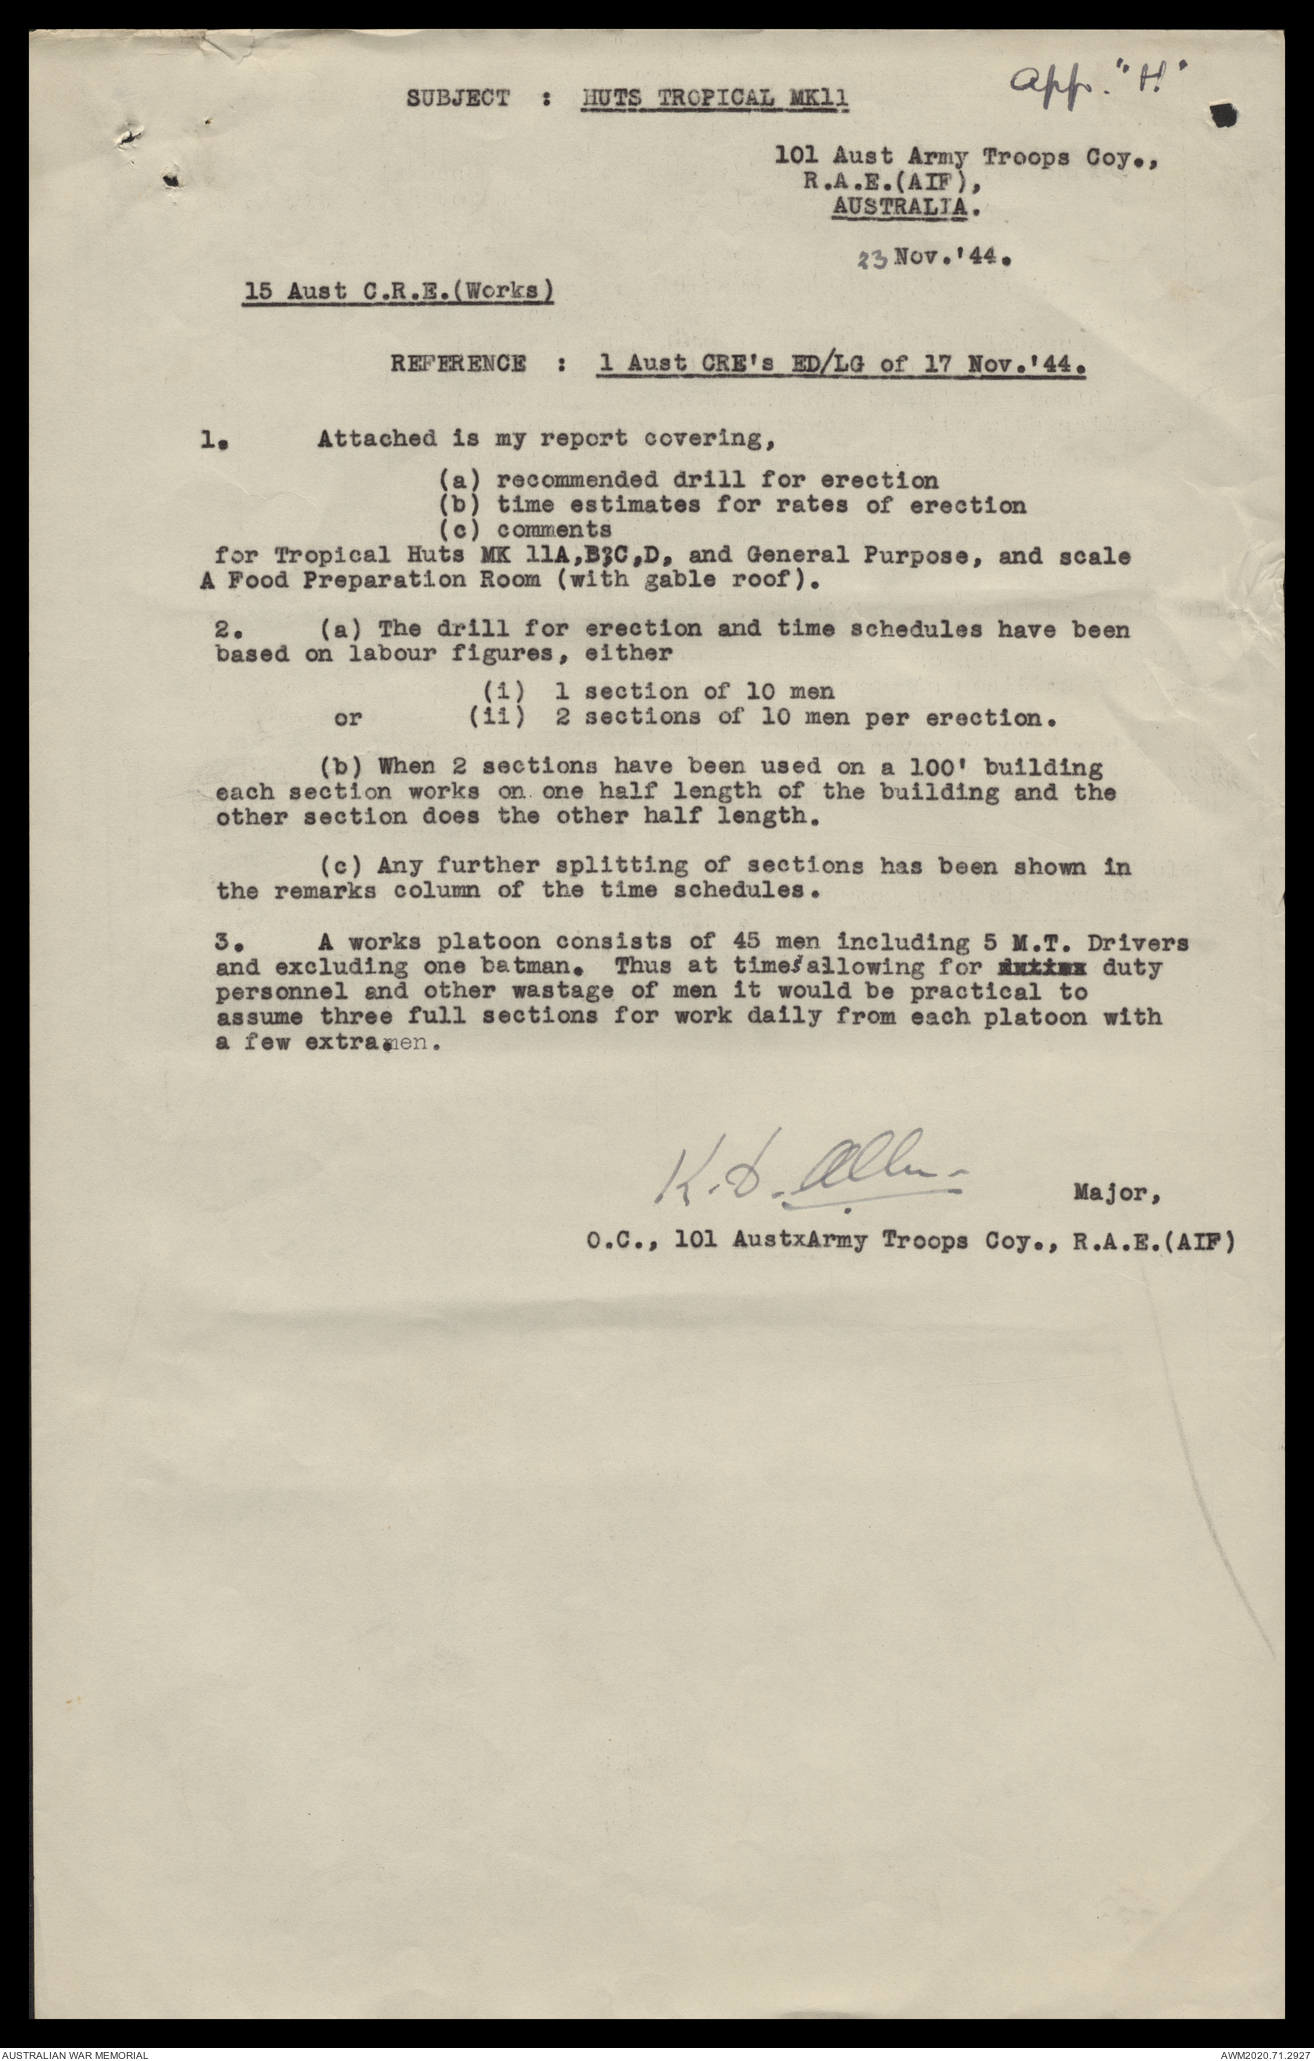 App. "H"
SUBJECT : HUTS TROPICAL MK11
101 Aust Army Troops Coy.,
R.A.E.(AIF),
AUSTRALIA.
23 Nov.'44.
15 Aust C.R.E.(Works)
REFERENCE : 1 Aust CRE's ED/LG of 17 Nov.'44.
1. Attached is my report covering,
(a) recommended drill for erection
(b) time estimates for rates of erection
(c) comments
for Tropical Huts MK 11A,B,C,D, and General Purpose, and scale
A Food Preparation Room (with gable roof).
2. (a) The drill for erection and time schedules have been
based on labour figures, either
(i) 1 section of 10 men
or (ii) 2 sections of 10 men per erection.
(b) When 2 sections have been used on a 100' building
each section works on one half length of the building and the
other section does the other half length.
(c) Any further splitting of sections has been shown in
the remarks column of the time schedules.
3. A works platoon consists of 45 men including 5 M.T. Drivers
and excluding one batman. Thus at times allowing for duty
personnel and other wastage of men it would be practical to
assume three full sections for work daily from each platoon with
a few extra men.
K.D. Allen Major,
O.C., 101 AustxArmy Troops Coy., R.A.E.(AIF)
AUSTRALIAN WAR MEMORIAL AWM2020.71.2927